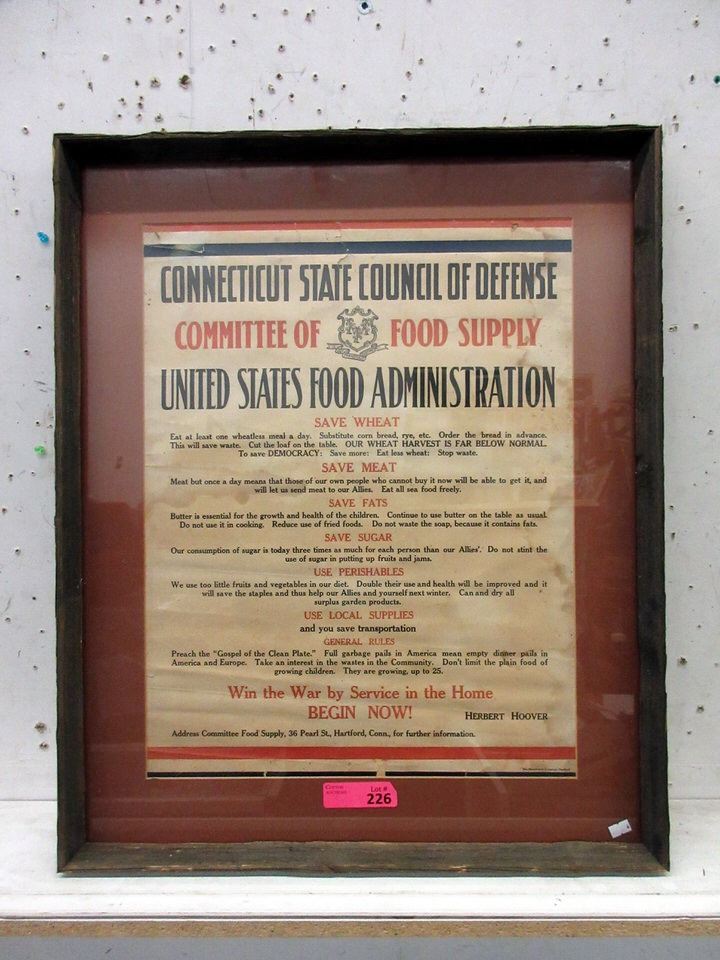 CONNECTICUT STATE COUNCIL OF DEFENSE
COMMITTEE OF FOOD SUPPLY
UNITED STATES FOOD ADMINISTRATION
SAVE WHEAT
Eat at least one wheatless meal a day. Substitute corn bread, rye, etc. Order the bread in advance.
This will save waste. Cut the loaf on the table. OUR WHEAT HARVEST IS FAR BELOW NORMAL.
To save DEMOCRACY: Save more: Eat less wheat: Stop waste.
SAVE MEAT
Meat but once a day means that those of our own people who cannot buy it now will be able to get it, and
will let us send meat to our Allies. Eat all sea food freely.
SAVE FATS
Butter is essential for the growth and health of the children. Continue to use butter on the table as usual.
Do not use it in cooking. Reduce use of fried foods. Do not waste the soap, because it contains fats.
SAVE SUGAR
Our consumption of sugar is today three times as much for each person than our Allies'. Do not stint the
use of sugar in putting up fruits and jams.
USE PERISHABLES
We use too little fruits and vegetables in our diet. Double their use and health will be improved and it
will save the staples and thus help our Allies and yourself next winter. Can and dry all
surplus garden products.
USE LOCAL SUPPLIES
and you save transportation
GENERAL RULES
Preach the "Gospel of the Clean Plate." Full garbage pails in America mean empty dinner pails in
America and Europe. Take an interest in the wastes in the Community. Don't limit the plain food of
growing children. They are growing, up to 25.
Win the War by Service in the Home
BEGIN NOW!
HERBERT HOOVER
Address Committee Food Supply, 36 Pearl St., Hartford, Conn., for further information.
Lot #
226